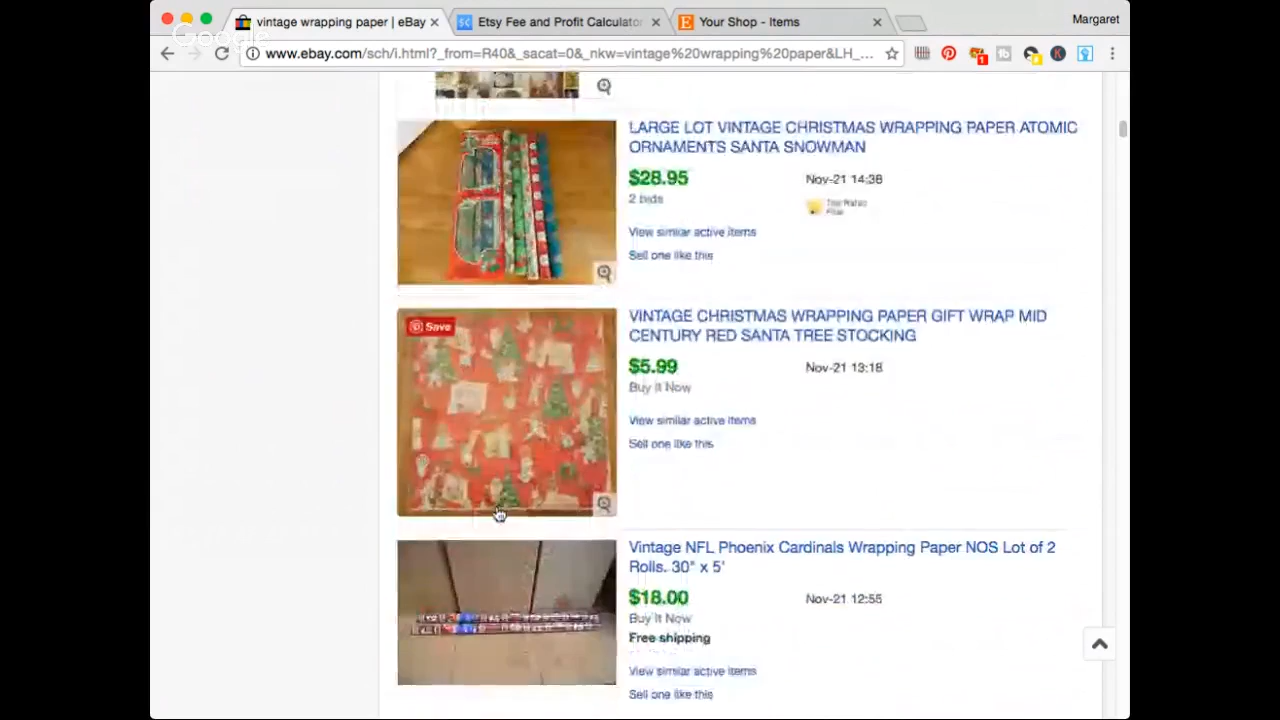 vintage wrapping paper | eBay
Etsy Fee and Profit Calculator
Your Shop - Items
Margaret
Google
www.ebay.com/sch/i.html?_from=R40&_sacat=0&_nkw=vintage%20wrapping%20paper&LH_...
1
LARGE LOT VINTAGE CHRISTMAS WRAPPING PAPER ATOMIC
ORNAMENTS SANTA SNOWMAN
$28.95
Nov-21 14:38
2 bids
Top Rated
Plus
View similar active items
Sell one like this
Save
VINTAGE CHRISTMAS WRAPPING PAPER GIFT WRAP MID
CENTURY RED SANTA TREE STOCKING
$5.99
Nov-21 13:18
Buy It Now
View similar active items
Sell one like this
Vintage NFL Phoenix Cardinals Wrapping Paper NOS Lot of 2
Rolls. 30" x 5'
$18.00
Nov-21 12:55
Buy It Now
Free shipping
View similar active items
Sell one like this